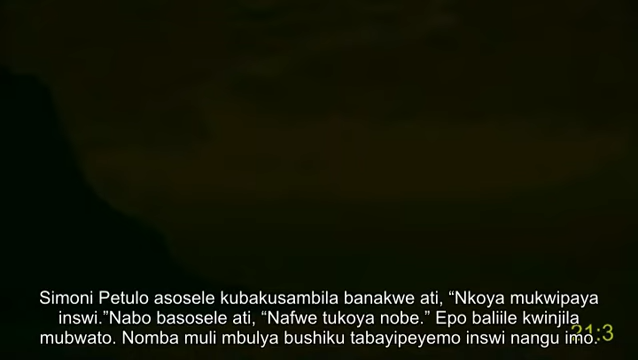 Simoni Petulo asosele kubakusambila banakwe ati, “Nkoya mukwipaya
inswi.”Nabo basosele ati, “Nafwe tukoya nobe.” Epo baliile kwinjila
mubwato. Nomba muli mbulya bushiku tabayipeyemo inswi nangu imo.
21:3